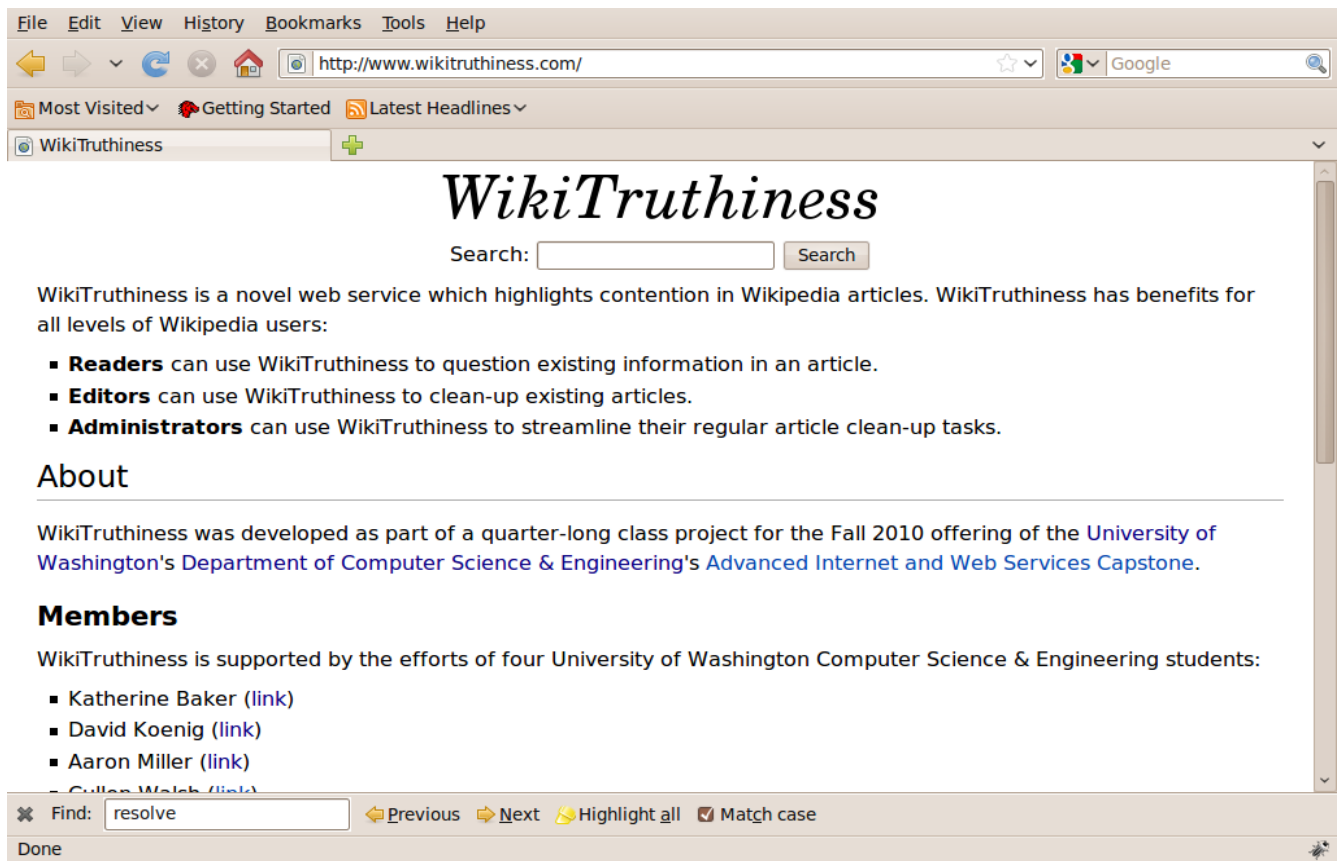 File Edit View History Bookmarks Tools Help
http://www.wikitruthiness.com/ Google
Most Visited Getting Started Latest Headlines
WikiTruthiness
WikiTruthiness
Search: Search
WikiTruthiness is a novel web service which highlights contention in Wikipedia articles. WikiTruthiness has benefits for
all levels of Wikipedia users:
Readers can use WikiTruthiness to question existing information in an article.
Editors can use WikiTruthiness to clean-up existing articles.
Administrators can use WikiTruthiness to streamline their regular article clean-up tasks.
About
WikiTruthiness was developed as part of a quarter-long class project for the Fall 2010 offering of the University of
Washington's Department of Computer Science & Engineering's Advanced Internet and Web Services Capstone.
Members
WikiTruthiness is supported by the efforts of four University of Washington Computer Science & Engineering students:
Katherine Baker (link)
David Koenig (link)
Aaron Miller (link)
Cullen Walsh (link)
Find: resolve Previous Next Highlight all Match case
Done